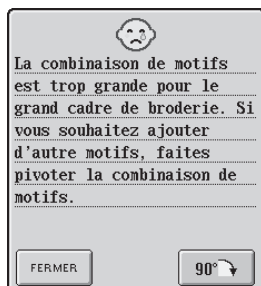 La combinaison de motifs
est trop grande pour le
grand cadre de broderie. Si
vous souhaitez ajouter
d'autre motifs, faites
pivoter la combinaison de
motifs.
FERMER
90°